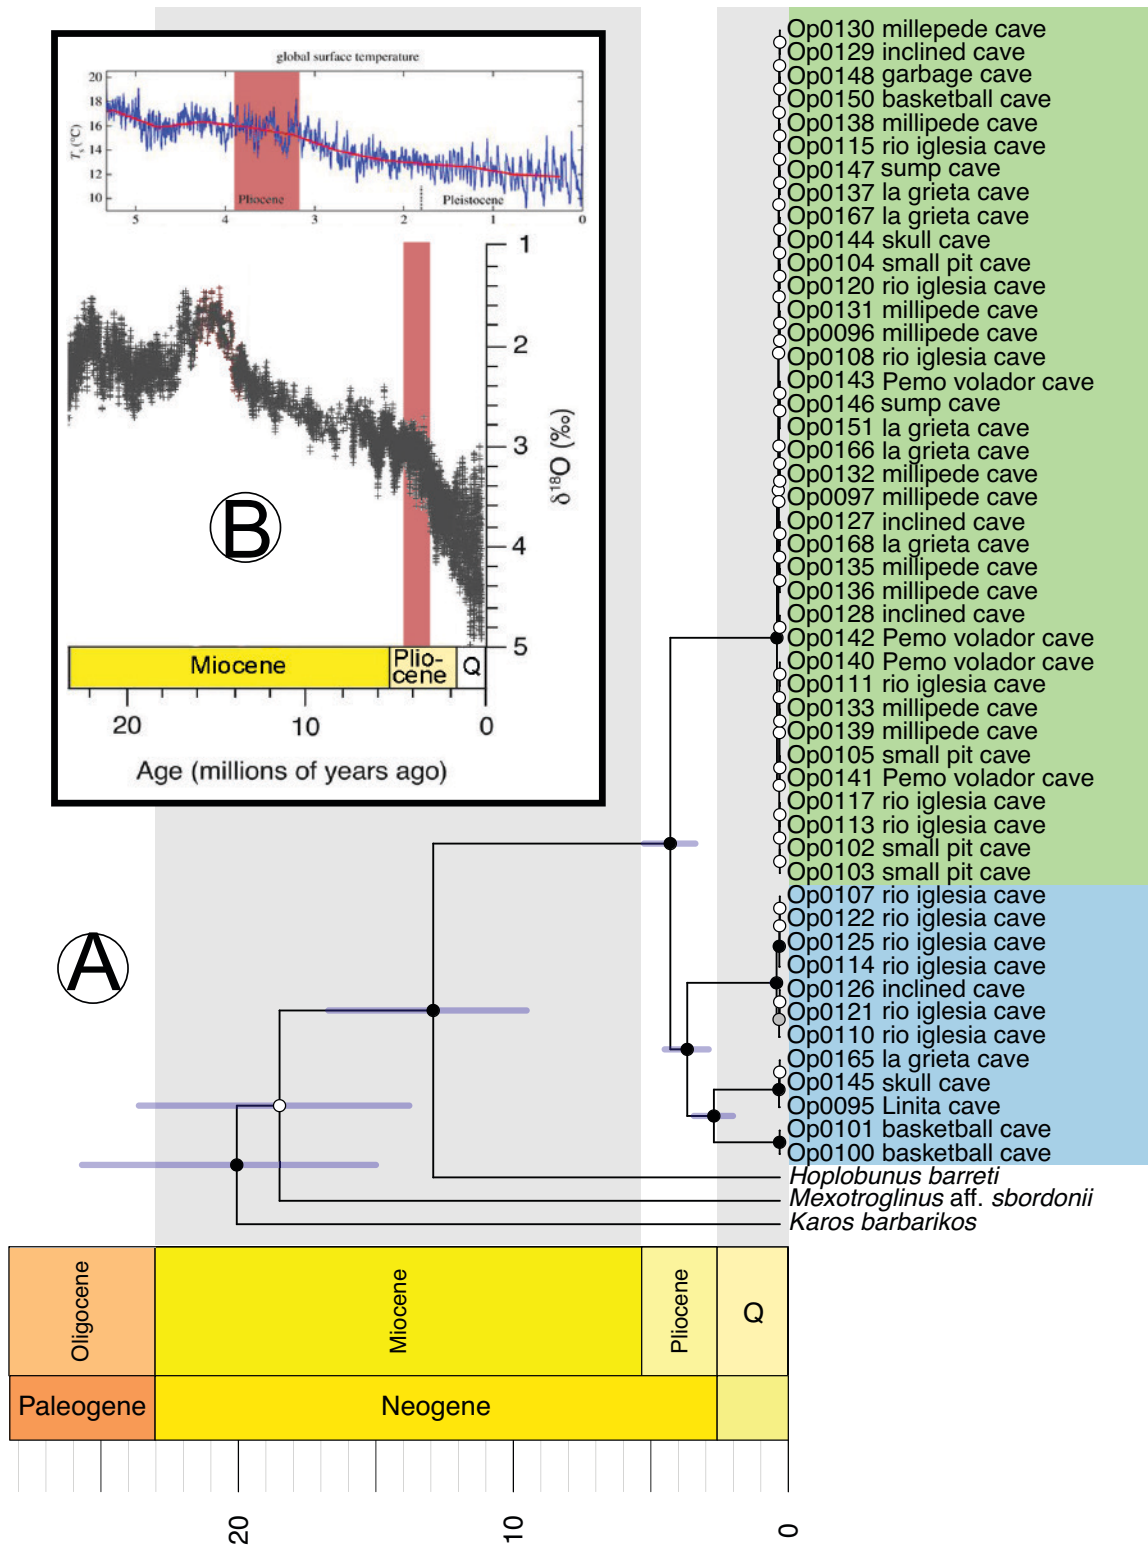 global surface temperature
20
18
16
14
12
10
T_s (°C)
Pliocene
Pleistocene
5
4
3
2
1
0
1
2
3
4
5
δ18O (‰)
B
Miocene
Plio-
cene
Q
20
10
0
Age (millions of years ago)
A
Op0130 millepede cave
Op0129 inclined cave
Op0148 garbage cave
Op0150 basketball cave
Op0138 millipede cave
Op0115 rio iglesia cave
Op0147 sump cave
Op0137 la grieta cave
Op0167 la grieta cave
Op0144 skull cave
Op0104 small pit cave
Op0120 rio iglesia cave
Op0131 millipede cave
Op0096 millipede cave
Op0108 rio iglesia cave
Op0143 Pemo volador cave
Op0146 sump cave
Op0151 la grieta cave
Op0166 la grieta cave
Op0132 millipede cave
Op0097 millipede cave
Op0127 inclined cave
Op0168 la grieta cave
Op0135 millipede cave
Op0136 millipede cave
Op0128 inclined cave
Op0142 Pemo volador cave
Op0140 Pemo volador cave
Op0111 rio iglesia cave
Op0133 millipede cave
Op0139 millipede cave
Op0105 small pit cave
Op0141 Pemo volador cave
Op0117 rio iglesia cave
Op0113 rio iglesia cave
Op0102 small pit cave
Op0103 small pit cave
Op0107 rio iglesia cave
Op0122 rio iglesia cave
Op0125 rio iglesia cave
Op0114 rio iglesia cave
Op0126 inclined cave
Op0121 rio iglesia cave
Op0110 rio iglesia cave
Op0165 la grieta cave
Op0145 skull cave
Op0095 Linita cave
Op0101 basketball cave
Op0100 basketball cave
Hoplobunus barreti
Mexotroglinus aff. sbordonii
Karos barbarikos
Oligocene
Miocene
Pliocene
Q
Paleogene
Neogene
20
10
0